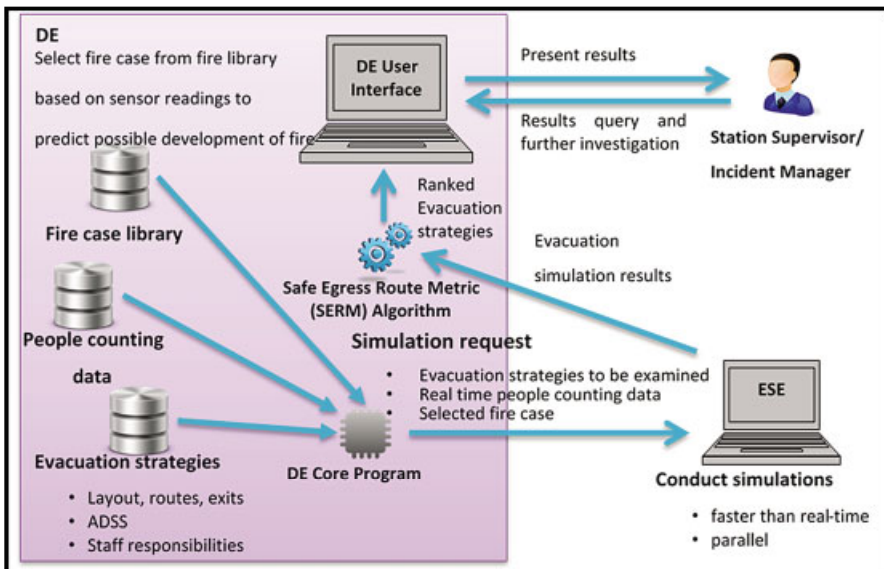 DE
Select fire case from fire library
based on sensor readings to
predict possible development of fire
DE User
Interface
Present results
Results query and
further investigation
Station Supervisor/
Incident Manager
Fire case library
Ranked
Evacuation
strategies
Evacuation
simulation results
Safe Egress Route Metric
(SERM) Algorithm
People counting
data
Simulation request
• Evacuation strategies to be examined
• Real time people counting data
• Selected fire case
ESE
Evacuation strategies
• Layout, routes, exits
• ADSS
• Staff responsibilities
DE Core Program
Conduct simulations
• faster than real-time
• parallel